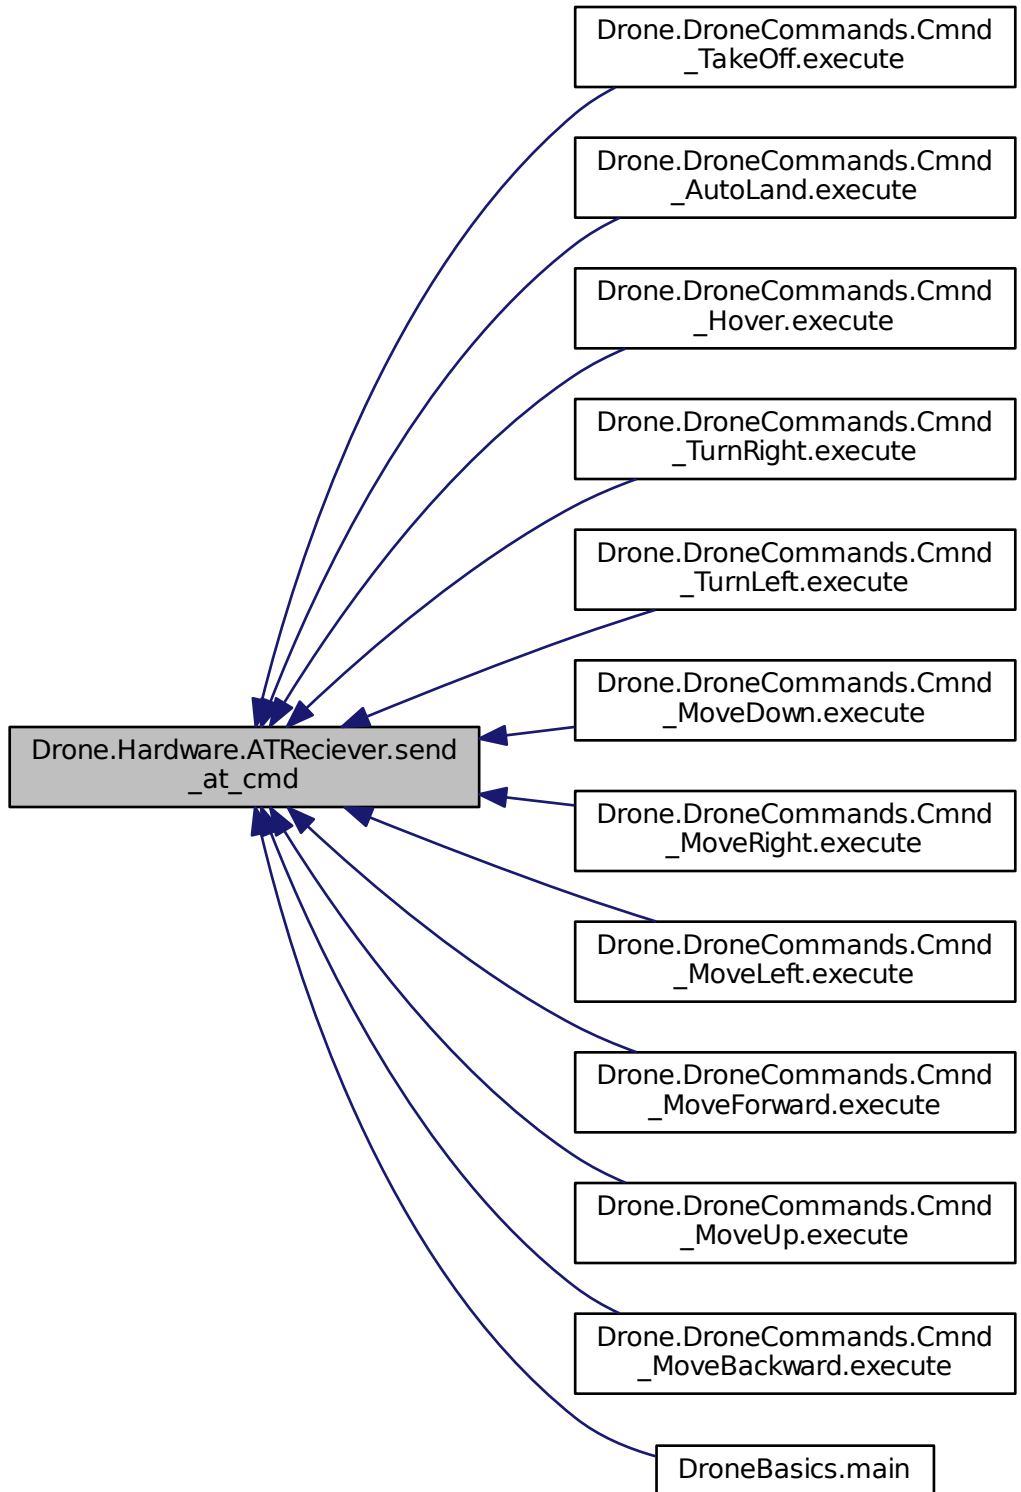 Drone.DroneCommands.Cmnd
_TakeOff.execute
Drone.DroneCommands.Cmnd
_AutoLand.execute
Drone.DroneCommands.Cmnd
_Hover.execute
Drone.DroneCommands.Cmnd
_TurnRight.execute
Drone.DroneCommands.Cmnd
_TurnLeft.execute
Drone.DroneCommands.Cmnd
_MoveDown.execute
Drone.Hardware.ATReciever.send
_at_cmd
Drone.DroneCommands.Cmnd
_MoveRight.execute
Drone.DroneCommands.Cmnd
_MoveLeft.execute
Drone.DroneCommands.Cmnd
_MoveForward.execute
Drone.DroneCommands.Cmnd
_MoveUp.execute
Drone.DroneCommands.Cmnd
_MoveBackward.execute
DroneBasics.main